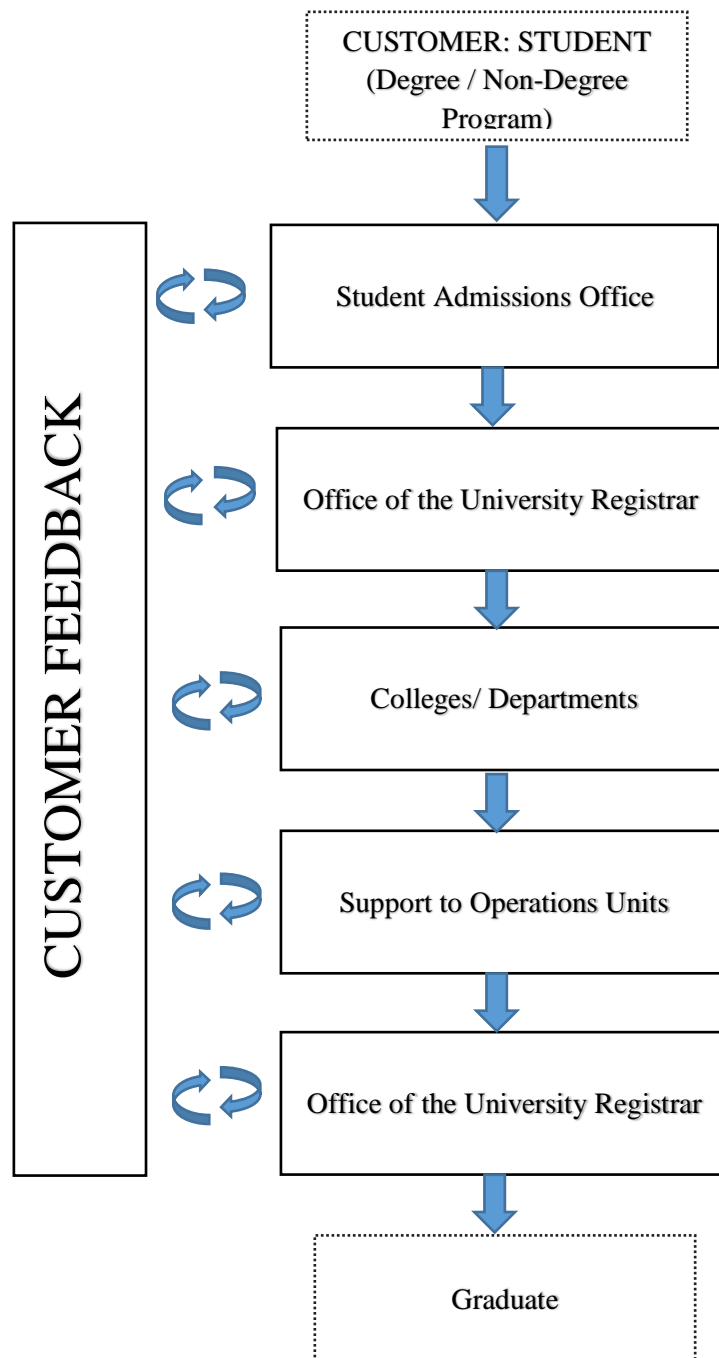 CUSTOMER: STUDENT
(Degree / Non-Degree
Program)
CUSTOMER FEEDBACK
Student Admissions Office
Office of the University Registrar
Colleges/ Departments
Support to Operations Units
Office of the University Registrar
Graduate